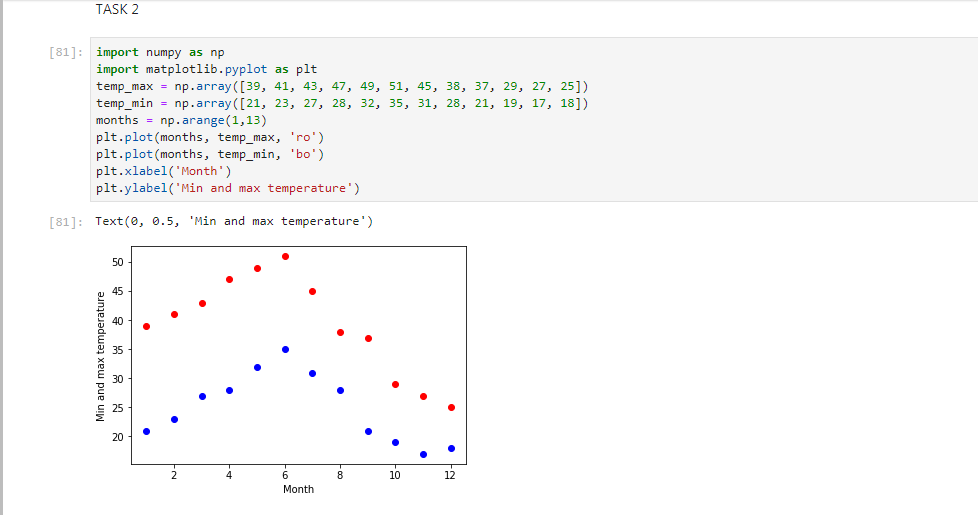 TASK 2
[81]: import numpy as np
import matplotlib.pyplot as plt
temp_max = np.array([39, 41, 43, 47, 49, 51, 45, 38, 37, 29, 27, 25])
temp_min = np.array([21, 23, 27, 28, 32, 35, 31, 28, 21, 19, 17, 18])
months = np.arange(1,13)
plt.plot(months, temp_max, 'ro')
plt.plot(months, temp_min, 'bo')
plt.xlabel('Month')
plt.ylabel('Min and max temperature')
[81]: Text(0, 0.5, 'Min and max temperature')
Min and max temperature
50
45
40
35
30
25
20
2 4 6 8 10 12
Month